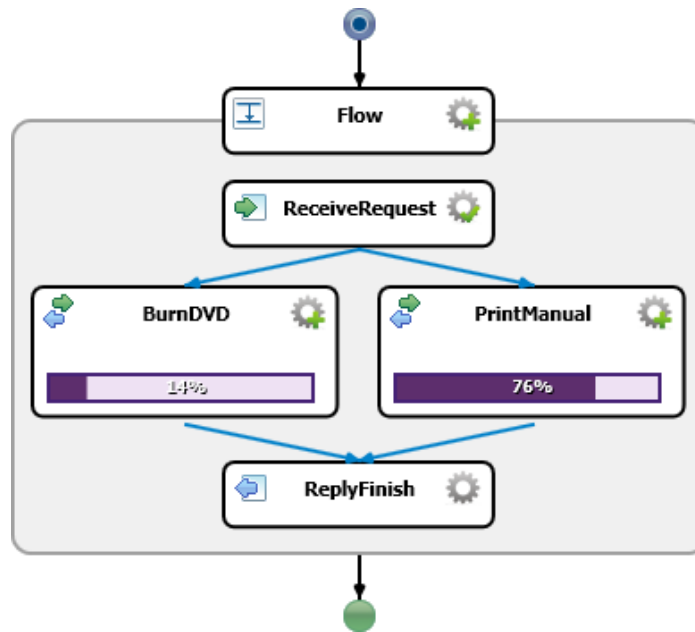 Flow
ReceiveRequest
BurnDVD
PrintManual
14%
76%
ReplyFinish